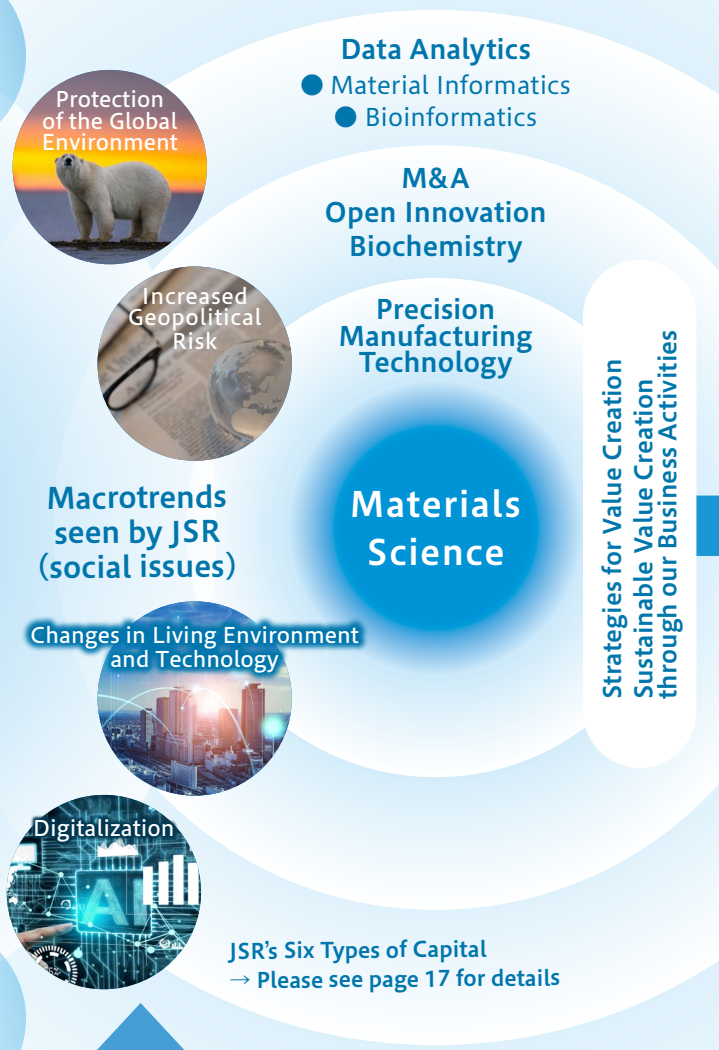 Data Analytics
● Material Informatics
● Bioinformatics
Protection
of the Global
Environment
M&A
Open Innovation
Biochemistry
Increased
Geopolitical
Risk
Precision
Manufacturing
Technology
Macrotrends
seen by JSR
(social issues)
Materials
Science
Strategies for Value Creation
Sustainable Value Creation
through our Business Activities
Changes in Living Environment
and Technology
Digitalization
AI
JSR's Six Types of Capital
→ Please see page 17 for details